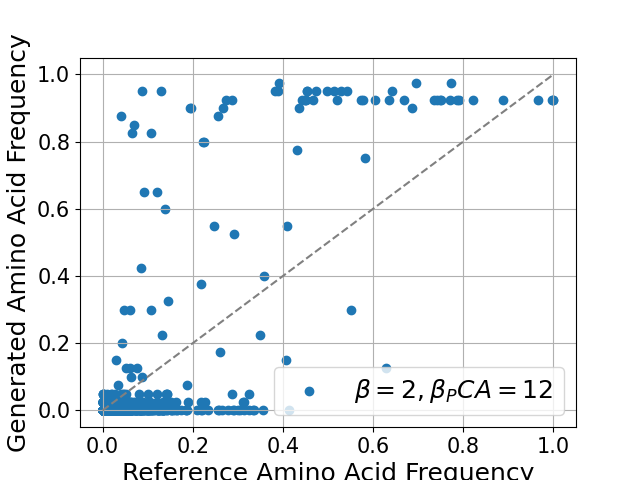 Generated Amino Acid Frequency
1.0
0.8
0.6
0.4
0.2
0.0
β = 2, β_PCA = 12
0.0 0.2 0.4 0.6 0.8 1.0
Reference Amino Acid Frequency